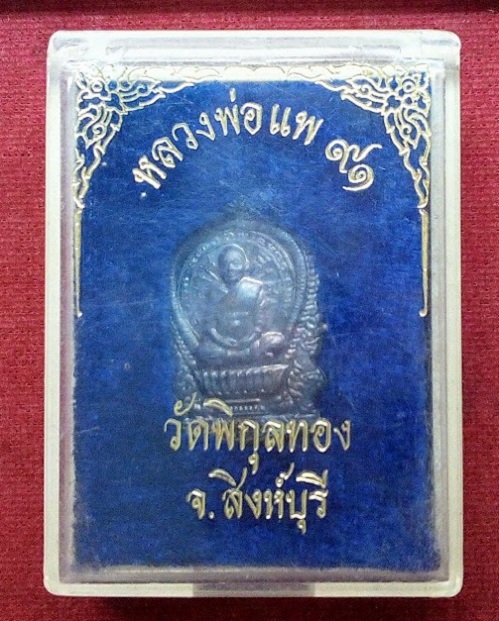 หลวงพ่อแพ ๙๑
วัดพิกุลทอง
จ.สิงห์บุรี